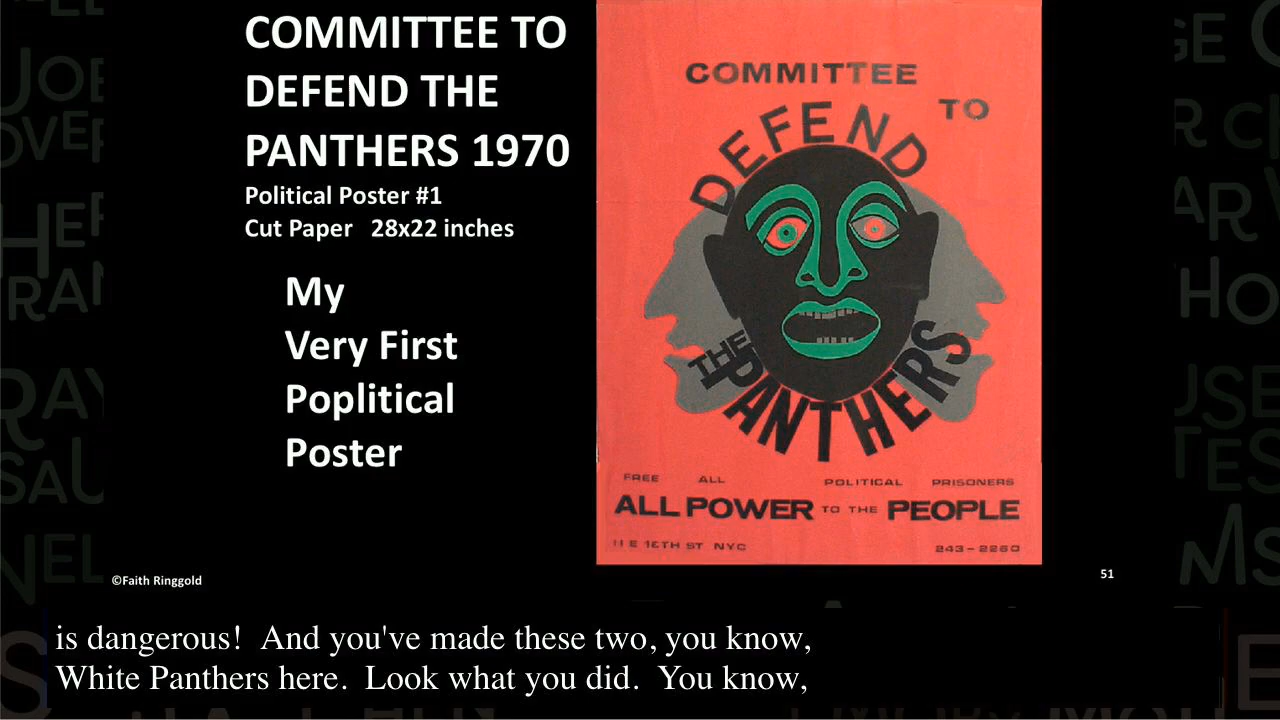 COMMITTEE TO
DEFEND THE
PANTHERS 1970
Political Poster #1
Cut Paper 28x22 inches
My
Very First
Poplitical
Poster
COMMITTEE
TO
DEFEND
THE
PANTHERS
FREE ALL POLITICAL PRISONERS
ALL POWER TO THE PEOPLE
243-2260
©Faith Ringgold
51
is dangerous! And you've made these two, you know,
White Panthers here. Look what you did. You know,